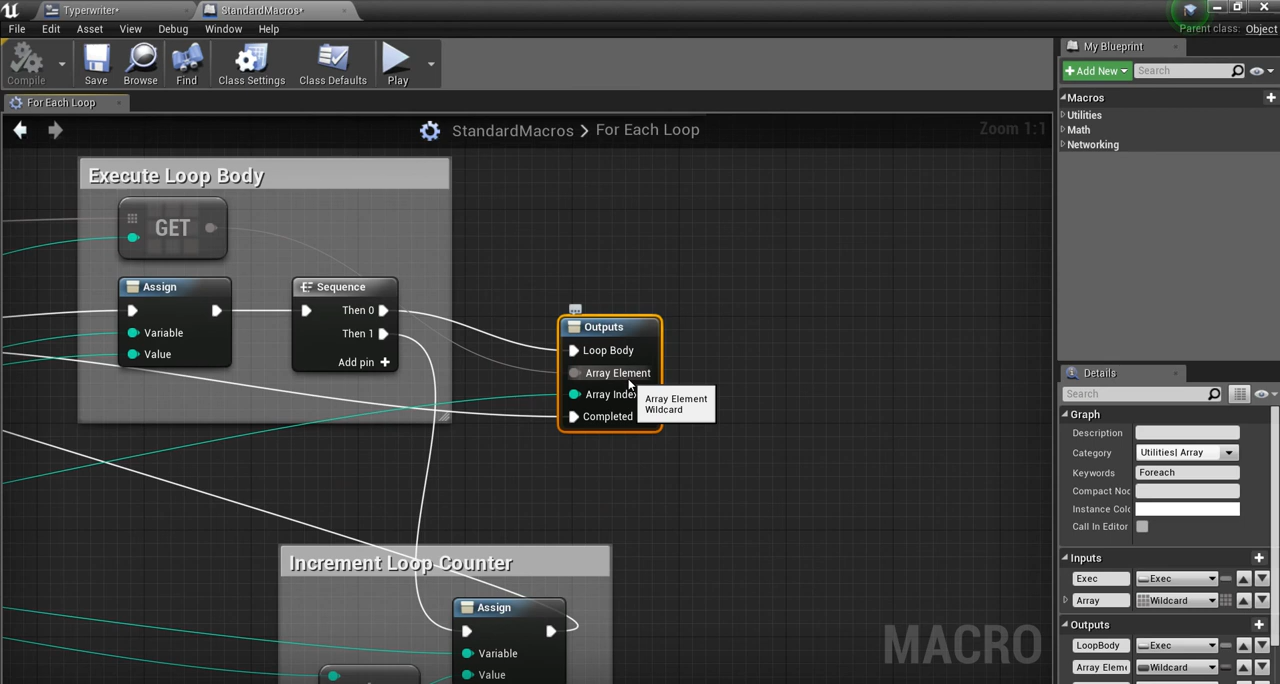 Typewriter*
StandardMacros*
File Edit Asset View Debug Window Help
Parent class: Object
Compile Save Browse Find Class Settings Class Defaults Play
My Blueprint
Add New Search
For Each Loop
StandardMacros > For Each Loop
Zoom 1:1
Macros
Utilities
Math
Networking
Execute Loop Body
GET
Assign
Variable
Value
Sequence
Then 0
Then 1
Add pin
Outputs
Loop Body
Array Element
Array Index
Completed
Array Element
Wildcard
Increment Loop Counter
Assign
Variable
Value
MACRO
Details
Search
Graph
Description
Category Utilities| Array
Keywords Foreach
Compact Noc
Instance Colo
Call In Editor
Inputs
Exec Exec
Array Wildcard
Outputs
LoopBody Exec
Array Eleme Wildcard